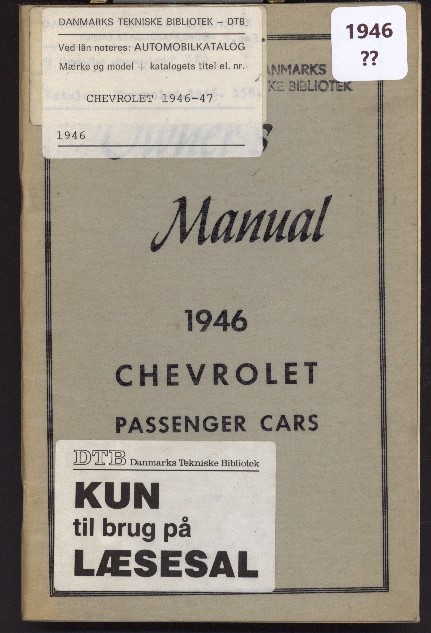 DANMARKS TEKNISKE BIBLIOTEK – DTB
Ved lån noteres: AUTOMOBILKATALOG
Mærke og model + katalogets titel el. nr.
CHEVROLET 1946-47
1946
1946
??
DANMARKS
KE BIBLIOTEK
Owner's
Manual
1946
CHEVROLET
PASSENGER CARS
DTB Danmarks Tekniske Bibliotek
KUN
til brug på
LÆSESAL